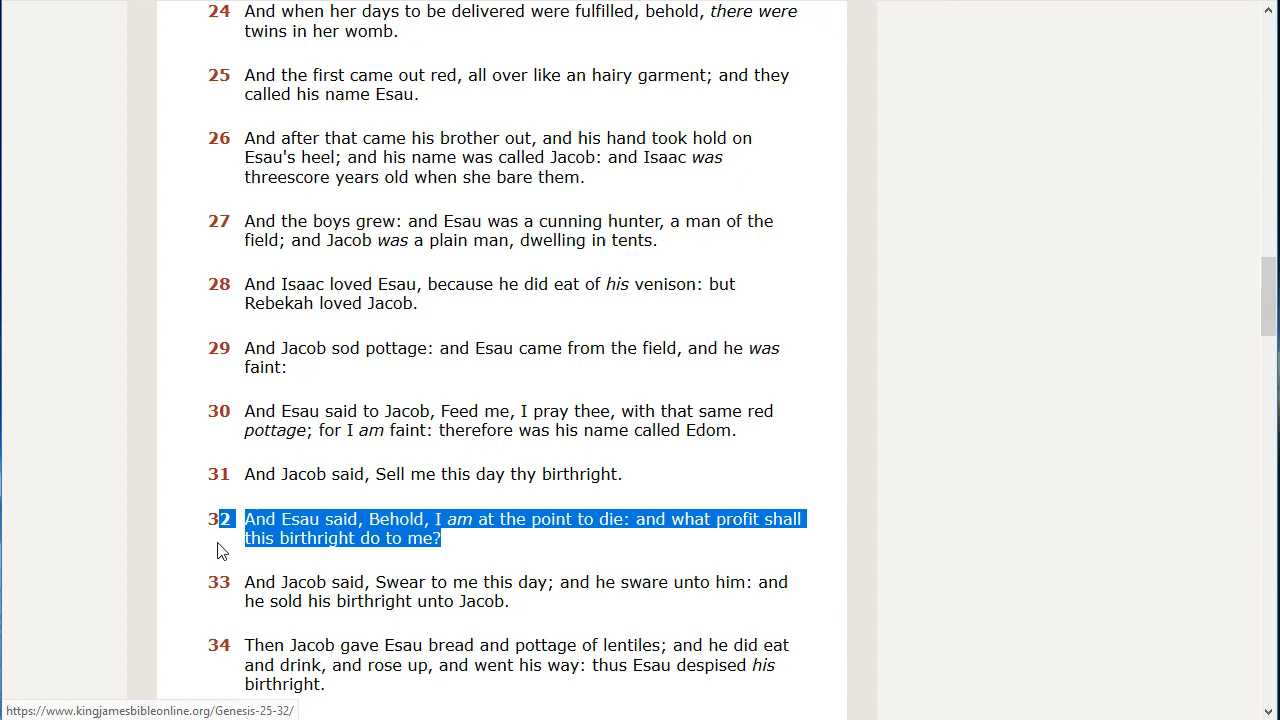 24 And when her days to be delivered were fulfilled, behold, there were
twins in her womb.
25 And the first came out red, all over like an hairy garment; and they
called his name Esau.
26 And after that came his brother out, and his hand took hold on
Esau's heel; and his name was called Jacob: and Isaac was
threescore years old when she bare them.
27 And the boys grew: and Esau was a cunning hunter, a man of the
field; and Jacob was a plain man, dwelling in tents.
28 And Isaac loved Esau, because he did eat of his venison: but
Rebekah loved Jacob.
29 And Jacob sod pottage: and Esau came from the field, and he was
faint:
30 And Esau said to Jacob, Feed me, I pray thee, with that same red
pottage; for I am faint: therefore was his name called Edom.
31 And Jacob said, Sell me this day thy birthright.
32 And Esau said, Behold, I am at the point to die: and what profit shall
this birthright do to me?
33 And Jacob said, Swear to me this day; and he sware unto him: and
he sold his birthright unto Jacob.
34 Then Jacob gave Esau bread and pottage of lentiles; and he did eat
and drink, and rose up, and went his way: thus Esau despised his
birthright.
https://www.kingjamesbibleonline.org/Genesis-25-32/